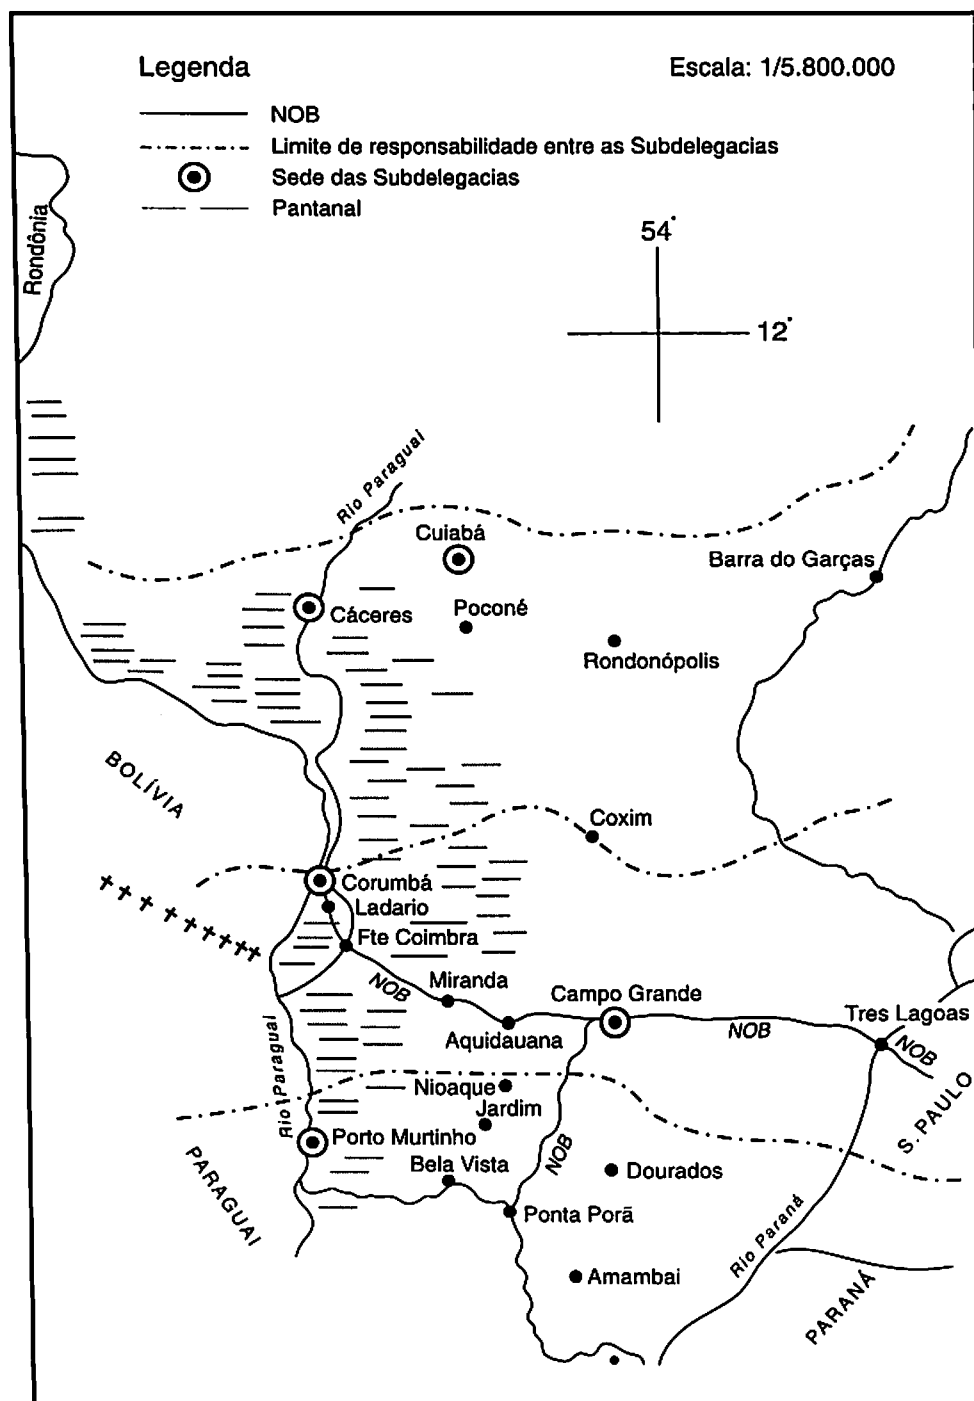 Legenda
Escala: 1/5.800.000
NOB
Limite de responsabilidade entre as Subdelegacias
Sede das Subdelegacias
Pantanal
54°
12°
Rondônia
Rio Paraguai
Cuiabá
Barra do Garças
Cáceres
Poconé
Rondonópolis
BOLÍVIA
Coxim
Corumbá
Ladario
Fte Coimbra
NOB
Miranda
Campo Grande
Aquidauana
NOB
Tres Lagoas
NOB
Rio Paraguai
Nioaque
Jardim
S. PAULO
Porto Murtinho
NOB
PARAGUAI
Bela Vista
Dourados
Ponta Porã
Rio Paraná
Amambai
PARANÁ